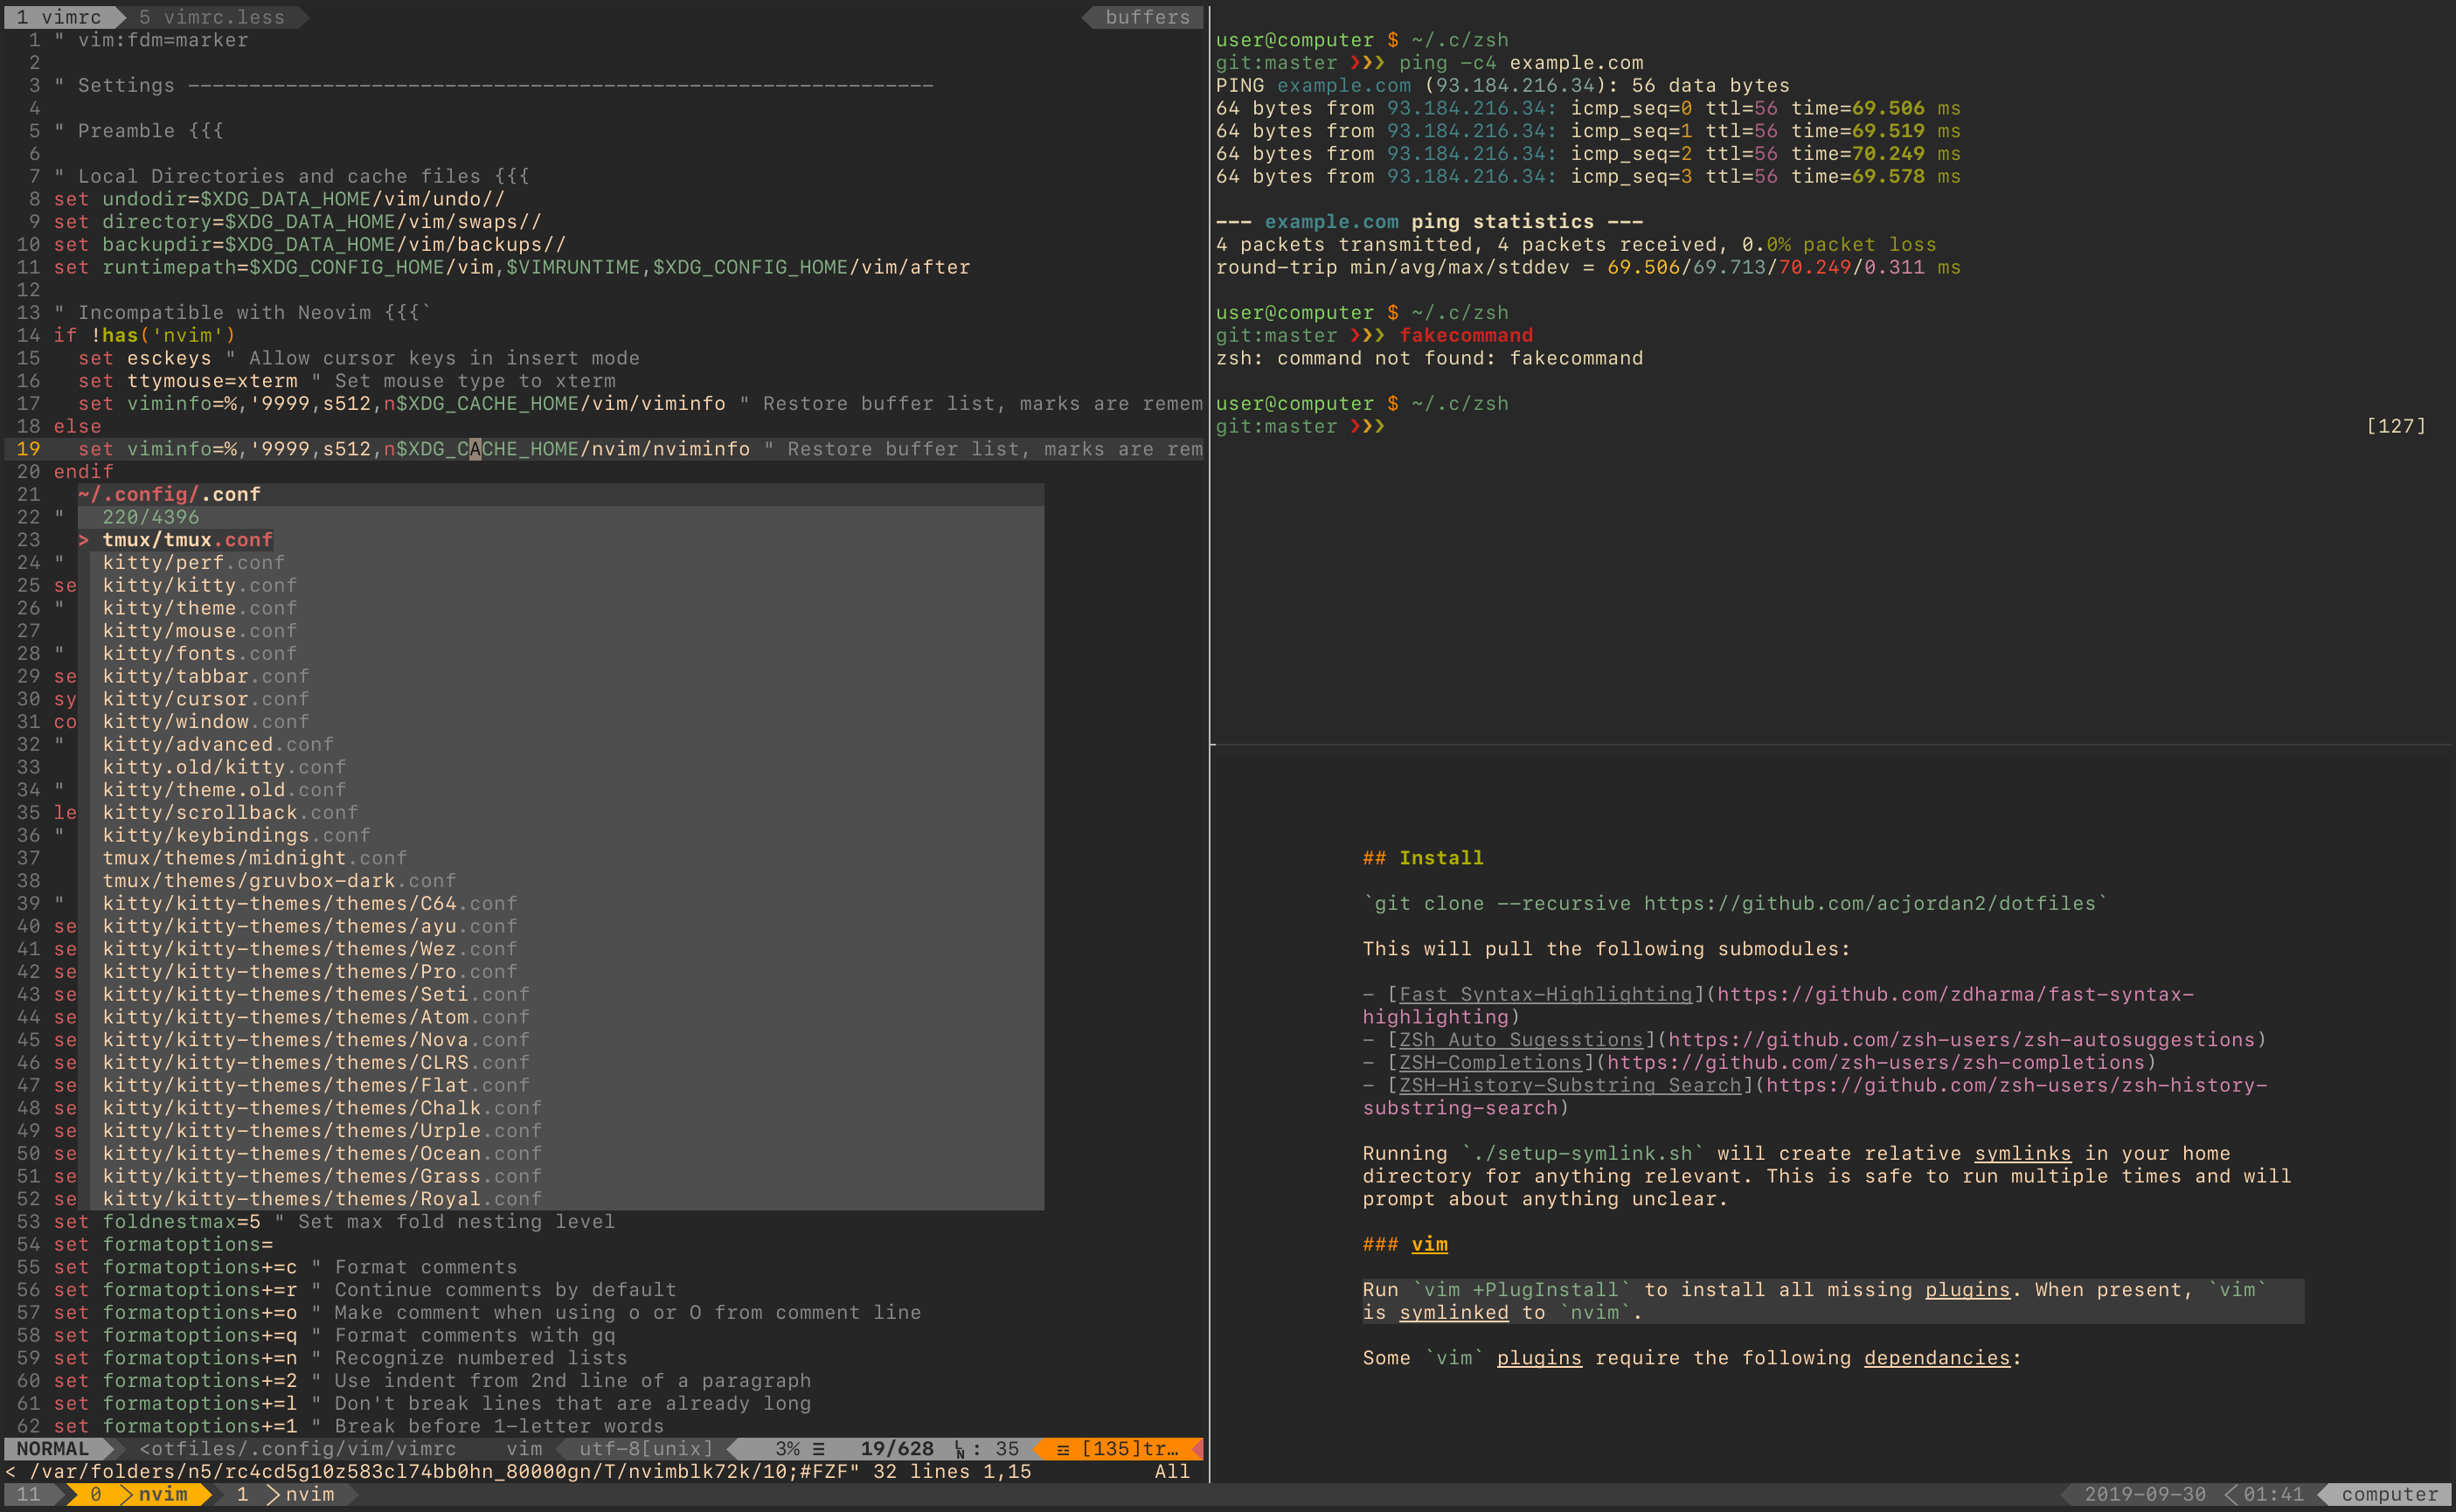 1 vimrc 5 vimrc.less buffers
1 " vim:fdm=marker
2
3 " Settings -------------------------------------------------------------
4
5 " Preamble {{{
6
7 " Local Directories and cache files {{{
8 set undodir=$XDG_DATA_HOME/vim/undo//
9 set directory=$XDG_DATA_HOME/vim/swaps//
10 set backupdir=$XDG_DATA_HOME/vim/backups//
11 set runtimepath=$XDG_CONFIG_HOME/vim,$VIMRUNTIME,$XDG_CONFIG_HOME/vim/after
12
13 " Incompatible with Neovim {{{`
14 if !has('nvim')
15   set esckeys " Allow cursor keys in insert mode
16   set ttymouse=xterm " Set mouse type to xterm
17   set viminfo=%,'9999,s512,n$XDG_CACHE_HOME/vim/viminfo " Restore buffer list, marks are remem
18 else
19   set viminfo=%,'9999,s512,n$XDG_CACHE_HOME/nvim/nviminfo " Restore buffer list, marks are rem
20 endif
21   ~/.config/.conf
22 "   220/4396
23   > tmux/tmux.conf
24 "   kitty/perf.conf
25 se  kitty/kitty.conf
26 "   kitty/theme.conf
27     kitty/mouse.conf
28 "   kitty/fonts.conf
29 se  kitty/tabbar.conf
30 sy  kitty/cursor.conf
31 co  kitty/window.conf
32 "   kitty/advanced.conf
33     kitty.old/kitty.conf
34 "   kitty/theme.old.conf
35 le  kitty/scrollback.conf
36 "   kitty/keybindings.conf
37     tmux/themes/midnight.conf
38     tmux/themes/gruvbox-dark.conf
39 "   kitty/kitty-themes/themes/C64.conf
40 se  kitty/kitty-themes/themes/ayu.conf
41 se  kitty/kitty-themes/themes/Wez.conf
42 se  kitty/kitty-themes/themes/Pro.conf
43 se  kitty/kitty-themes/themes/Seti.conf
44 se  kitty/kitty-themes/themes/Atom.conf
45 se  kitty/kitty-themes/themes/Nova.conf
46 se  kitty/kitty-themes/themes/CLRS.conf
47 se  kitty/kitty-themes/themes/Flat.conf
48 se  kitty/kitty-themes/themes/Chalk.conf
49 se  kitty/kitty-themes/themes/Urple.conf
50 se  kitty/kitty-themes/themes/Ocean.conf
51 se  kitty/kitty-themes/themes/Grass.conf
52 se  kitty/kitty-themes/themes/Royal.conf
53 set foldnestmax=5 " Set max fold nesting level
54 set formatoptions=
55 set formatoptions+=c " Format comments
56 set formatoptions+=r " Continue comments by default
57 set formatoptions+=o " Make comment when using o or O from comment line
58 set formatoptions+=q " Format comments with gq
59 set formatoptions+=n " Recognize numbered lists
60 set formatoptions+=2 " Use indent from 2nd line of a paragraph
61 set formatoptions+=l " Don't break lines that are already long
62 set formatoptions+=1 " Break before 1-letter words
NORMAL <otfiles/.config/vim/vimrc vim utf-8[unix] 3% ☰ 19/628 ␤ : 35 ☲ [135]tr…
< /var/folders/n5/rc4cd5g10z583cl74bb0hn_80000gn/T/nvimblk72k/10;#FZF" 32 lines 1,15 All
user@computer $ ~/.c/zsh
git:master ❯❯❯ ping -c4 example.com
PING example.com (93.184.216.34): 56 data bytes
64 bytes from 93.184.216.34: icmp_seq=0 ttl=56 time=69.506 ms
64 bytes from 93.184.216.34: icmp_seq=1 ttl=56 time=69.519 ms
64 bytes from 93.184.216.34: icmp_seq=2 ttl=56 time=70.249 ms
64 bytes from 93.184.216.34: icmp_seq=3 ttl=56 time=69.578 ms
--- example.com ping statistics ---
4 packets transmitted, 4 packets received, 0.0% packet loss
round-trip min/avg/max/stddev = 69.506/69.713/70.249/0.311 ms
user@computer $ ~/.c/zsh
git:master ❯❯❯ fakecommand
zsh: command not found: fakecommand
user@computer $ ~/.c/zsh
git:master ❯❯❯ [127]
## Install
`git clone --recursive https://github.com/acjordan2/dotfiles`
This will pull the following submodules:
- [Fast Syntax-Highlighting](https://github.com/zdharma/fast-syntax-
highlighting)
- [ZSh Auto Sugesstions](https://github.com/zsh-users/zsh-autosuggestions)
- [ZSH-Completions](https://github.com/zsh-users/zsh-completions)
- [ZSH-History-Substring Search](https://github.com/zsh-users/zsh-history-
substring-search)
Running `./setup-symlink.sh` will create relative symlinks in your home
directory for anything relevant. This is safe to run multiple times and will
prompt about anything unclear.
### vim
Run `vim +PlugInstall` to install all missing plugins. When present, `vim`
is symlinked to `nvim`.
Some `vim` plugins require the following dependancies:
11 0 nvim 1 nvim 2019-09-30 01:41 computer